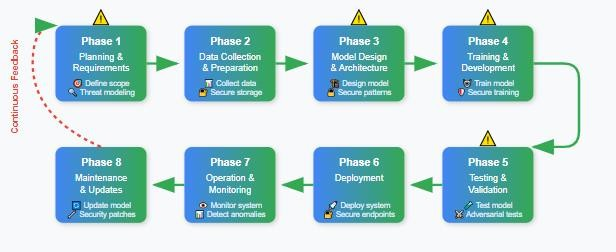 Phase 1
Planning &
Requirements
Define scope
Threat modeling
Phase 2
Data Collection
& Preparation
Collect data
Secure storage
Phase 3
Model Design
& Architecture
Design model
Secure patterns
Phase 4
Training &
Development
Train model
Secure training
Continuous Feedback
Phase 8
Maintenance
& Updates
Update model
Security patches
Phase 7
Operation &
Monitoring
Monitor system
Detect anomalies
Phase 6
Deployment
Deploy system
Secure endpoints
Phase 5
Testing &
Validation
Test model
Adversarial tests